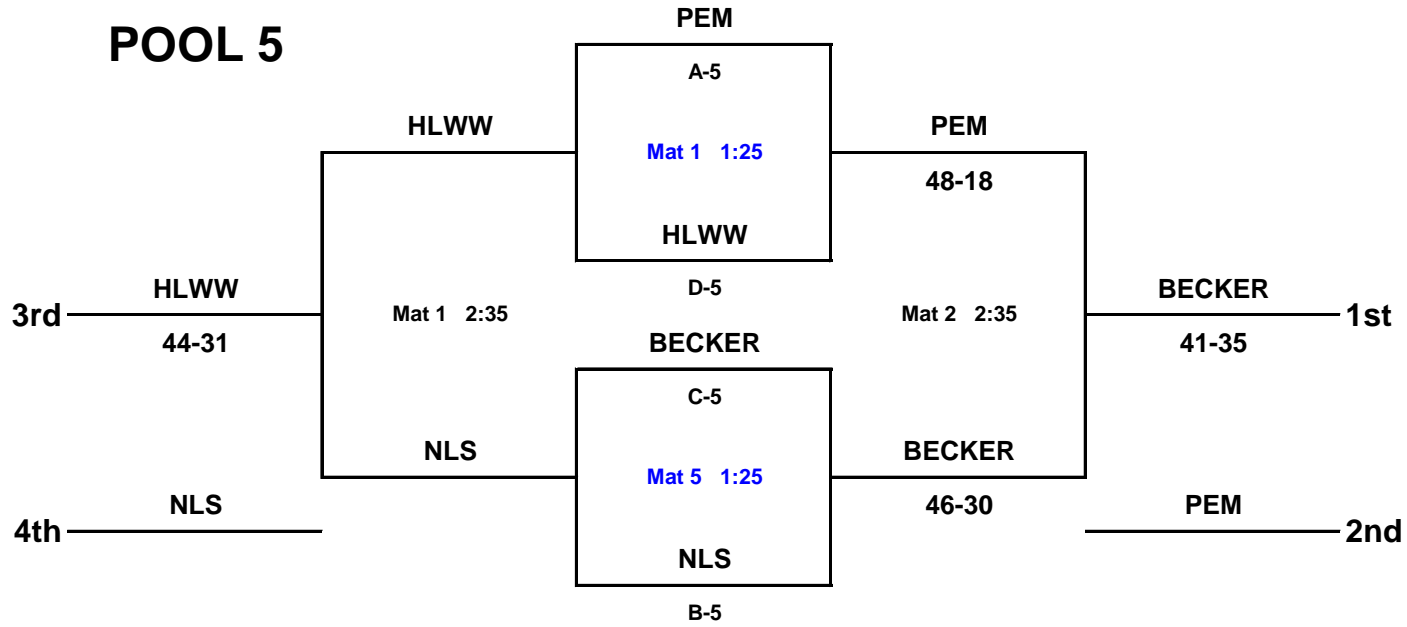 PEM
POOL 5
A-5
HLWW
PEM
Mat 1 1:25
48-18
HLWW
D-5
HLWW
BECKER
3rd
Mat 1 2:35
Mat 2 2:35
1st
44-31
BECKER
41-35
C-5
NLS
BECKER
Mat 5 1:25
NLS
46-30
PEM
4th
2nd
NLS
B-5